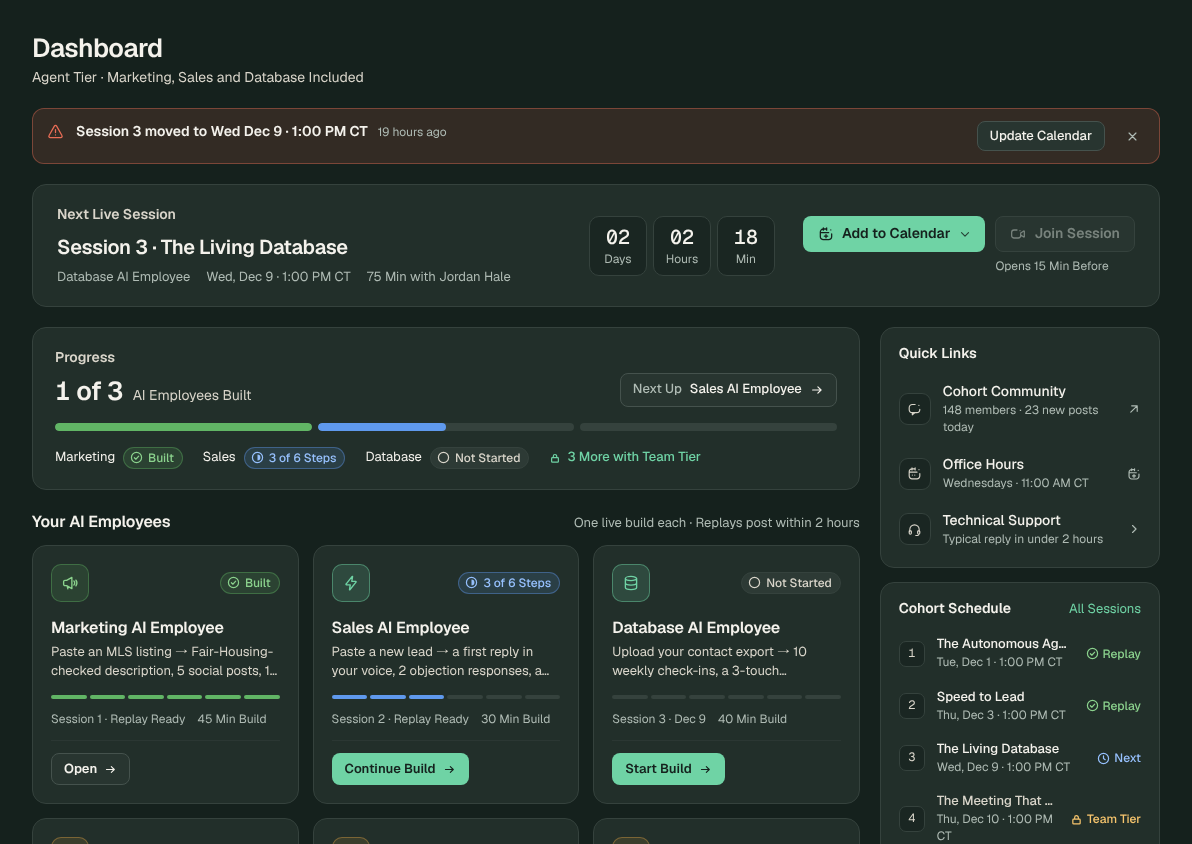 Dashboard
Agent Tier · Marketing, Sales and Database Included
Session 3 moved to Wed Dec 9 · 1:00 PM CT 19 hours ago
Update Calendar
Next Live Session
Session 3 · The Living Database
Database AI Employee Wed, Dec 9 · 1:00 PM CT 75 Min with Jordan Hale
02 Days
02 Hours
18 Min
Add to Calendar
Join Session
Opens 15 Min Before
Progress
1 of 3 AI Employees Built
Next Up Sales AI Employee →
Marketing Built Sales 3 of 6 Steps Database Not Started 3 More with Team Tier
Quick Links
Cohort Community
148 members · 23 new posts
today
Office Hours
Wednesdays · 11:00 AM CT
Technical Support
Typical reply in under 2 hours
Your AI Employees
One live build each · Replays post within 2 hours
Built
Marketing AI Employee
Paste an MLS listing → Fair-Housing-
checked description, 5 social posts, 1...
Session 1 · Replay Ready 45 Min Build
Open →
3 of 6 Steps
Sales AI Employee
Paste a new lead → a first reply in
your voice, 2 objection responses, a...
Session 2 · Replay Ready 30 Min Build
Continue Build →
Not Started
Database AI Employee
Upload your contact export → 10
weekly check-ins, a 3-touch...
Session 3 · Dec 9 40 Min Build
Start Build →
Cohort Schedule
All Sessions
1 The Autonomous Ag...
Tue, Dec 1 · 1:00 PM CT
Replay
2 Speed to Lead
Thu, Dec 3 · 1:00 PM CT
Replay
3 The Living Database
Wed, Dec 9 · 1:00 PM CT
Next
4 The Meeting That ...
Thu, Dec 10 · 1:00 PM
CT
Team Tier